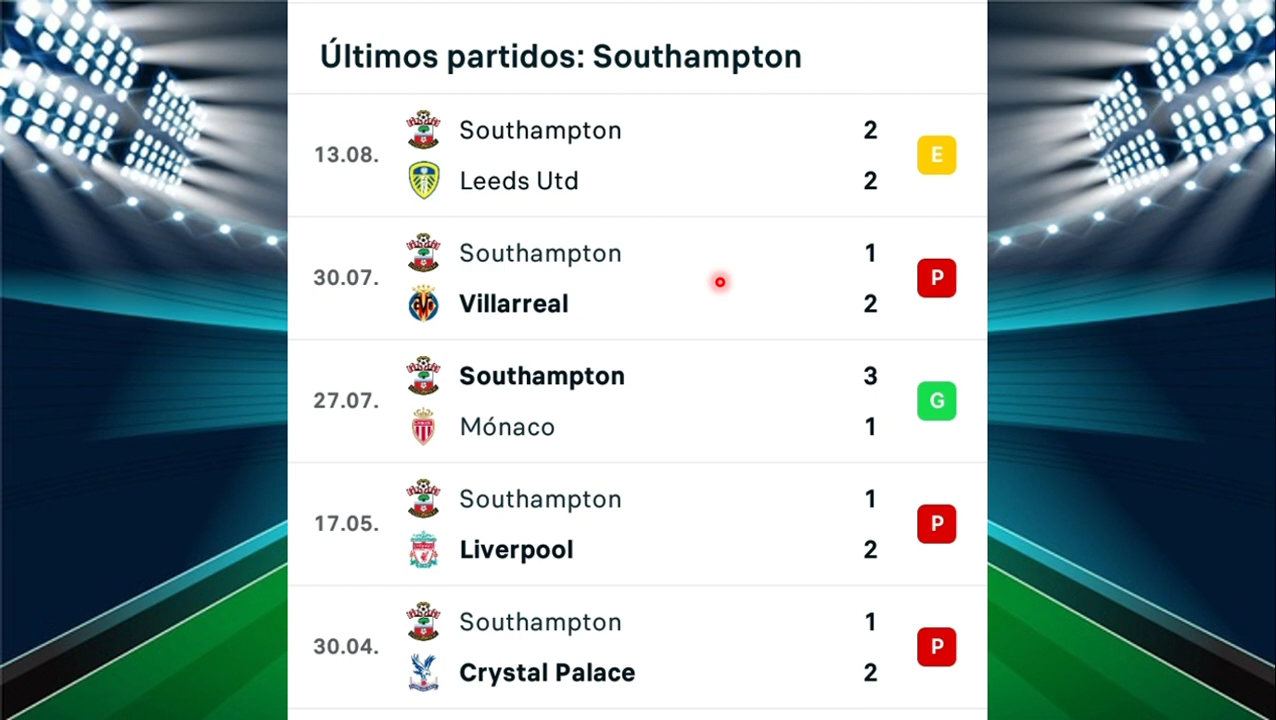 Últimos partidos: Southampton
13.08.
Southampton 2
Leeds Utd 2
E
30.07.
Southampton 1
Villarreal 2
P
27.07.
Southampton 3
Mónaco 1
G
17.05.
Southampton 1
Liverpool 2
P
30.04.
Southampton 1
Crystal Palace 2
P